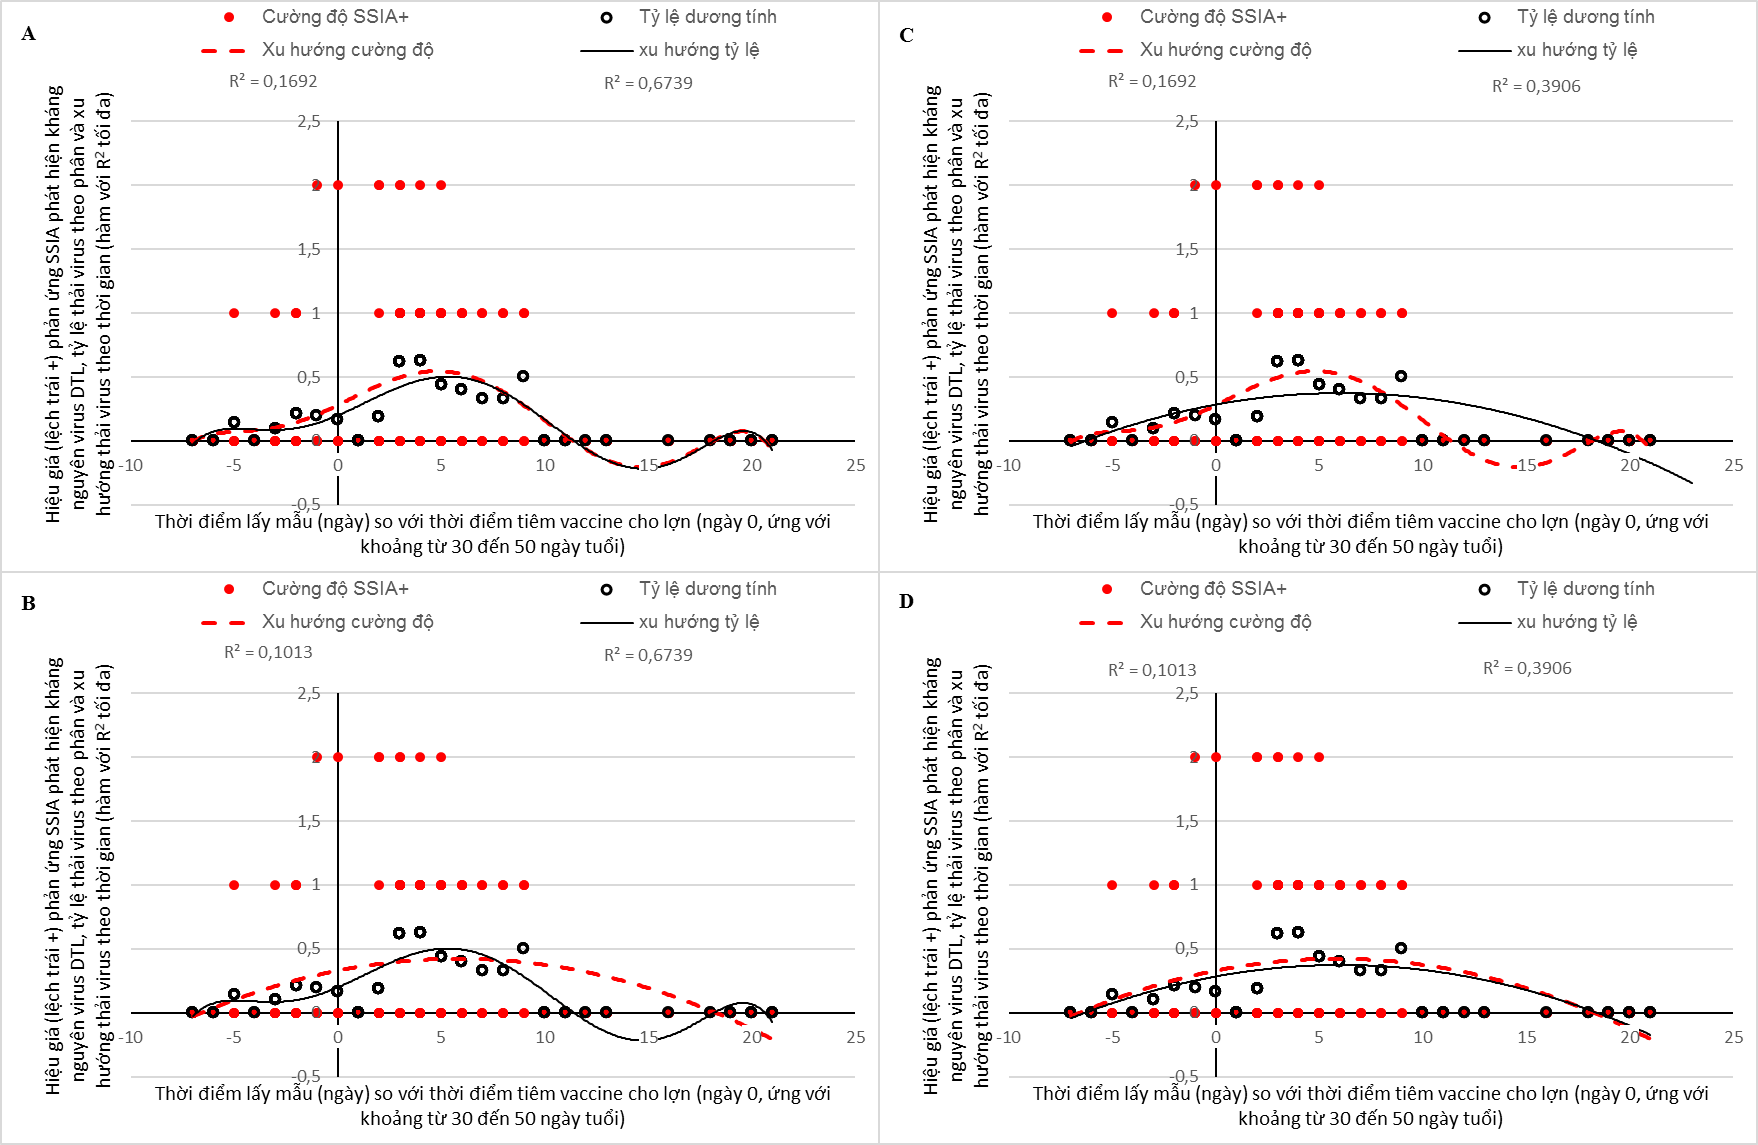 A
Cường độ SSIA+
Tỷ lệ dương tính
Xu hướng cường độ
xu hướng tỷ lệ
R² = 0,1692
R² = 0,6739
Hiệu giá (lệch trái +) phản ứng SSIA phát hiện kháng
nguyên virus DTL, tỷ lệ thải virus theo phân và xu
hướng thải virus theo thời gian (hàm với R² tối đa)
2,5
2
1,5
1
0,5
0
-0,5
-10 -5 0 5 10 15 20 25
Thời điểm lấy mẫu (ngày) so với thời điểm tiêm vaccine cho lợn (ngày 0, ứng với
khoảng từ 30 đến 50 ngày tuổi)
C
Cường độ SSIA+
Tỷ lệ dương tính
Xu hướng cường độ
xu hướng tỷ lệ
R² = 0,1692
R² = 0,3906
Hiệu giá (lệch trái +) phản ứng SSIA phát hiện kháng
nguyên virus DTL, tỷ lệ thải virus theo phân và xu
hướng thải virus theo thời gian (hàm với R² tối đa)
2,5
2
1,5
1
0,5
0
-0,5
-10 -5 0 5 10 15 20 25
Thời điểm lấy mẫu (ngày) so với thời điểm tiêm vaccine cho lợn (ngày 0, ứng với
khoảng từ 30 đến 50 ngày tuổi)
B
Cường độ SSIA+
Tỷ lệ dương tính
Xu hướng cường độ
xu hướng tỷ lệ
R² = 0,1013
R² = 0,6739
Hiệu giá (lệch trái +) phản ứng SSIA phát hiện kháng
nguyên virus DTL, tỷ lệ thải virus theo phân và xu
hướng thải virus theo thời gian (hàm với R² tối đa)
2,5
2
1,5
1
0,5
0
-0,5
-10 -5 0 5 10 15 20 25
Thời điểm lấy mẫu (ngày) so với thời điểm tiêm vaccine cho lợn (ngày 0, ứng với
khoảng từ 30 đến 50 ngày tuổi)
D
Cường độ SSIA+
Tỷ lệ dương tính
Xu hướng cường độ
xu hướng tỷ lệ
R² = 0,1013
R² = 0,3906
Hiệu giá (lệch trái +) phản ứng SSIA phát hiện kháng
nguyên virus DTL, tỷ lệ thải virus theo phân và xu
hướng thải virus theo thời gian (hàm với R² tối đa)
2,5
2
1,5
1
0,5
0
-0,5
-10 -5 0 5 10 15 20 25
Thời điểm lấy mẫu (ngày) so với thời điểm tiêm vaccine cho lợn (ngày 0, ứng với
khoảng từ 30 đến 50 ngày tuổi)